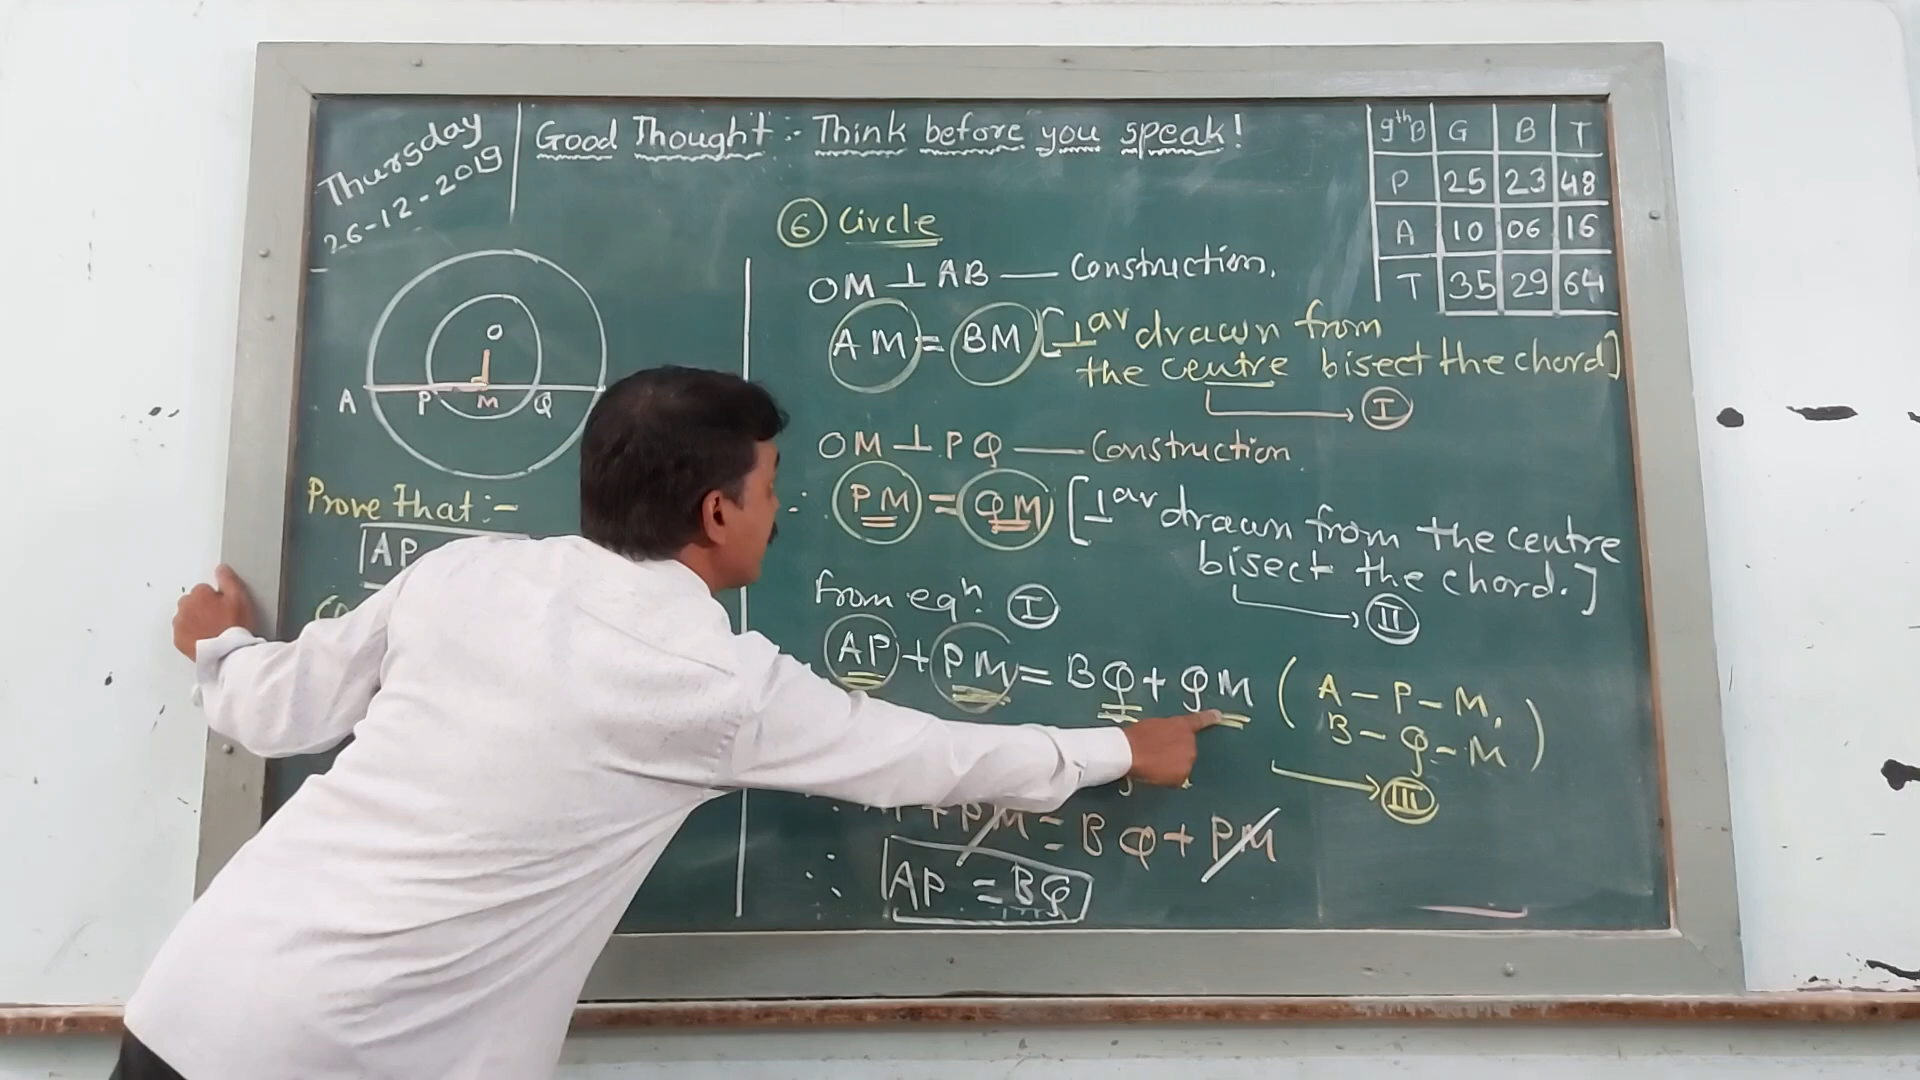 Thursday
26-12-2019
Good Thought :- Think before you speak!
9th B G B T
P 25 23 48
A 10 06 16
T 35 29 64
O
A P M Q
Prove that :-
AP
⑥ Circle
OM ⊥ AB — Construction.
AM = BM [⊥ar drawn from
the centre bisect the chord]
→ Ⓘ
OM ⊥ PQ — Construction
∴ PM = QM [⊥ar drawn from the centre
bisect the chord.]
→ Ⓘⓘ
from eqn. Ⓘ
AP + PM = BQ + QM ( A - P - M,
B - Q - M )
→ III
+ PM = BQ + PM
∴ AP = BQ